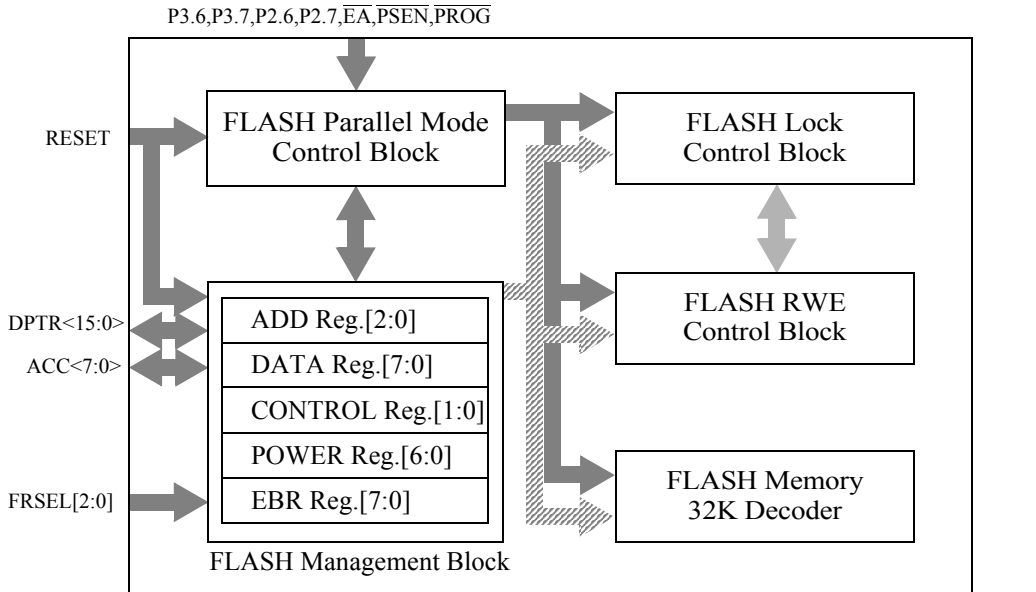 P3.6,P3.7,P2.6,P2.7,EA,PSEN,PROG
RESET
FLASH Parallel Mode
Control Block
FLASH Lock
Control Block
DPTR<15:0>
ACC<7:0>
FRSEL[2:0]
ADD Reg.[2:0]
DATA Reg.[7:0]
CONTROL Reg.[1:0]
POWER Reg.[6:0]
EBR Reg.[7:0]
FLASH Management Block
FLASH RWE
Control Block
FLASH Memory
32K Decoder